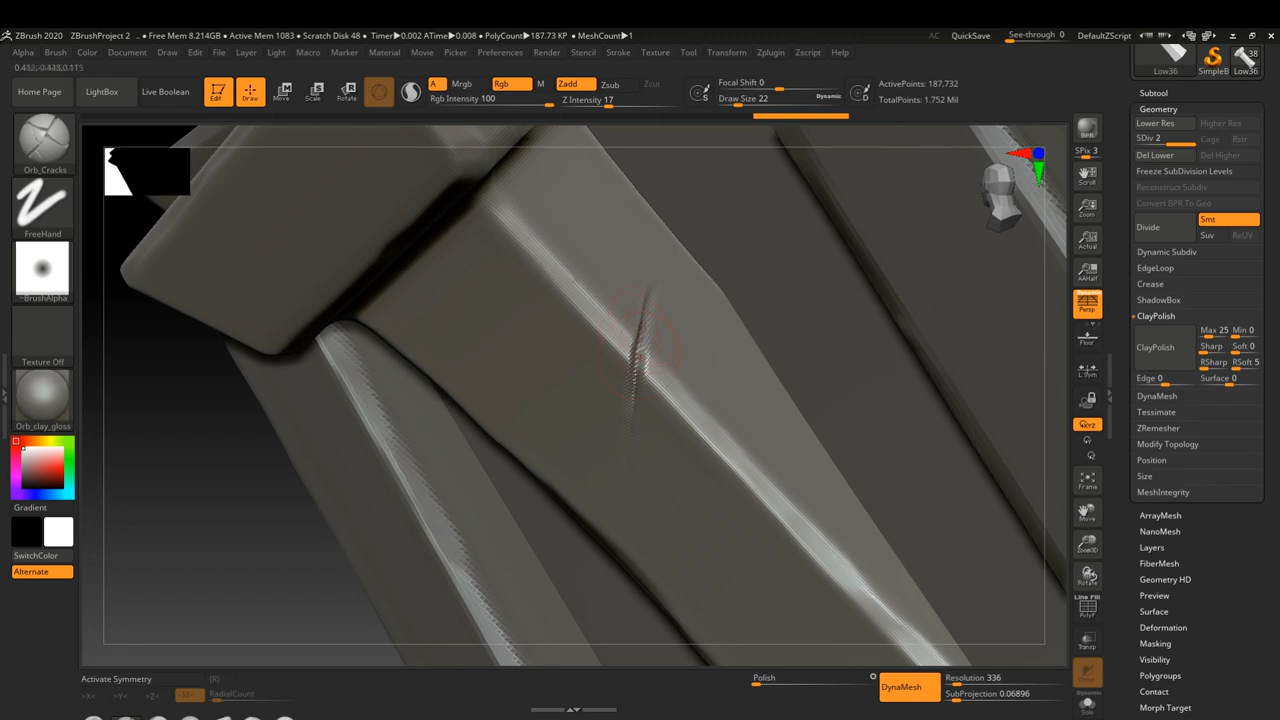 ZBrush 2020 ZBrushProject 2 .. • Free Mem 8.214GB • Active Mem 1083 • Scratch Disk 48 • Timer▶0.002 ATime▶0.008 • PolyCount▶187.73 KP • MeshCount▶1 AC QuickSave See-through 0 DefaultZScript
Alpha Brush Color Document Draw Edit File Layer Light Macro Marker Material Movie Picker Preferences Render Stencil Stroke Texture Tool Transform Zplugin Zscript Help
Home Page LightBox Live Boolean Edit Draw Move Scale Rotate A Mrgb Rgb M Zadd Zsub Zcut
Rgb Intensity 100 Z Intensity 17
Focal Shift 0
Draw Size 22 Dynamic
S D
ActivePoints: 187,732
TotalPoints: 1.752 Mil
38
Low36 SimpleB Low36
Orb_Cracks
FreeHand
~BrushAlpha
Texture Off
Orb_clay_gloss
Gradient
SwitchColor
Alternate
BPR
SPix 3
Scroll
Zoom
Actual
AAHalf
Dynamic
Persp
Floor
L.Sym
XYZ
Frame
Move
Zoom3D
Rotate
Line Fill
PolyF
Transp
Dynamic
Solo
Subtool
Geometry
Lower Res Higher Res
SDiv 2 Cage Rstr
Del Lower Del Higher
Freeze SubDivision Levels
Reconstruct Subdiv
Convert BPR To Geo
Divide Smt
Suv ReUV
Dynamic Subdiv
EdgeLoop
Crease
ShadowBox
ClayPolish
ClayPolish Max 25 Min 0
Sharp Soft 0
RSharp RSoft 5
Edge 0 Surface 0
DynaMesh
Tessimate
ZRemesher
Modify Topology
Position
Size
MeshIntegrity
ArrayMesh
NanoMesh
Layers
FiberMesh
Geometry HD
Preview
Surface
Deformation
Masking
Visibility
Polygroups
Contact
Morph Target
Activate Symmetry (R)
>X< >Y< >Z< >M< RadialCount
Polish
DynaMesh
Resolution 336
SubProjection 0.06896